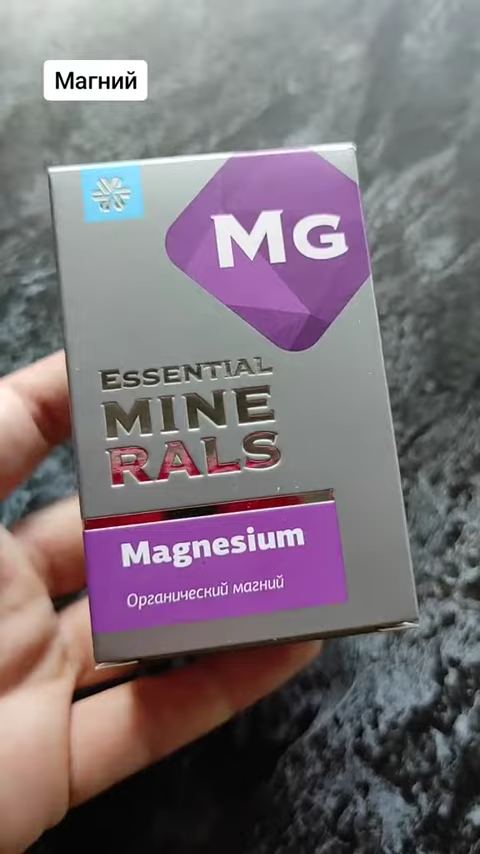 Магний
MG
ESSENTIAL
MINE
RALS
Magnesium
Органический магний